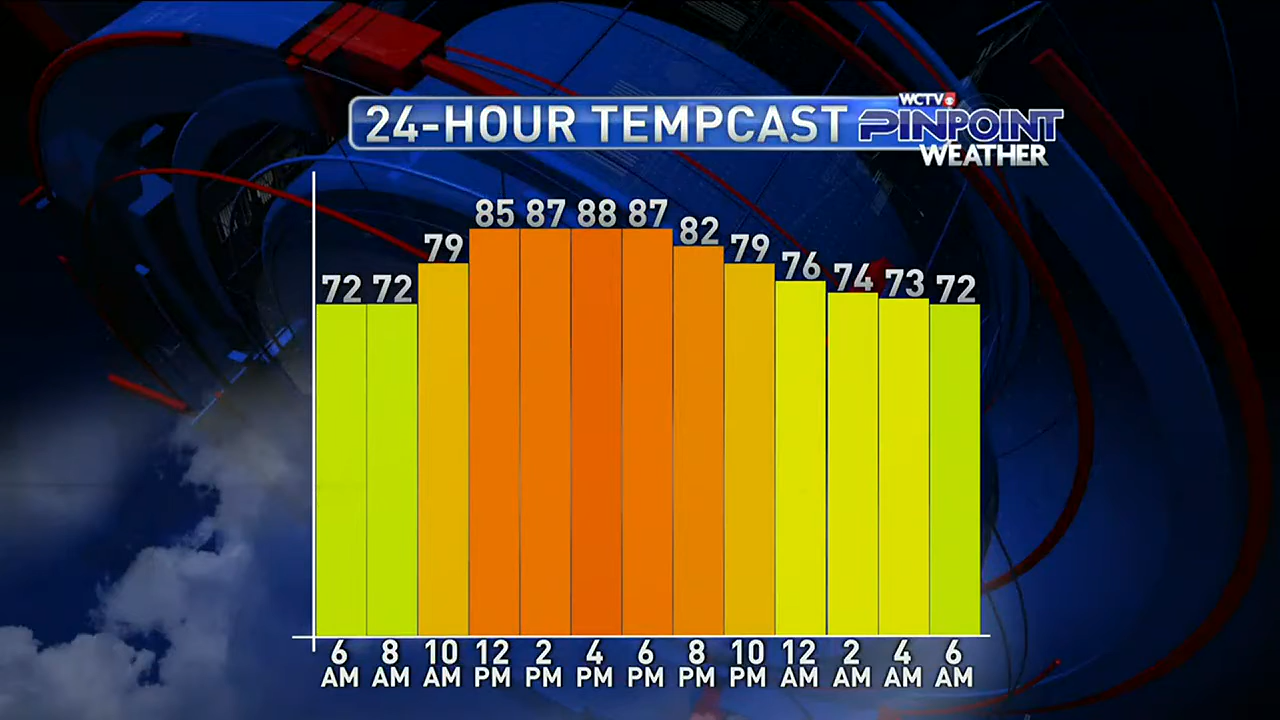 24-HOUR TEMPCAST
WCTV
PINPOINT
WEATHER
72 72 79 85 87 88 87 82 79 76 74 73 72
6 8 10 12 2 4 6 8 10 12 2 4 6
AM AM AM PM PM PM PM PM PM AM AM AM AM